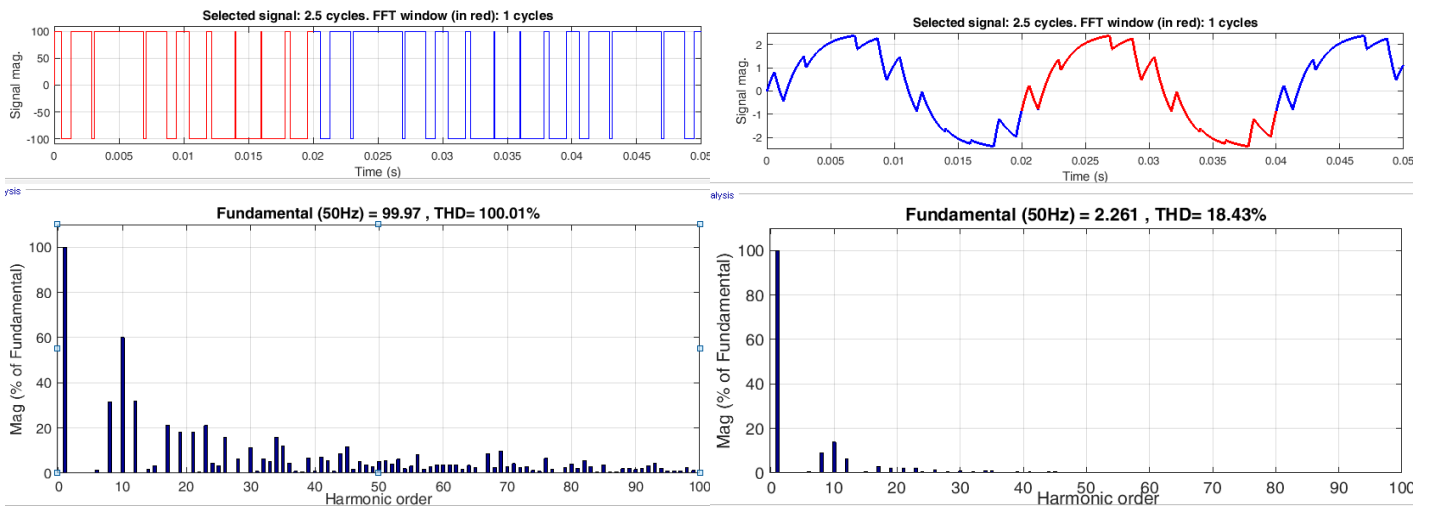 Selected signal: 2.5 cycles. FFT window (in red): 1 cycles
Signal mag.
100
50
0
-50
-100
0 0.005 0.01 0.015 0.02 0.025 0.03 0.035 0.04 0.045 0.05
Time (s)
ysis
Fundamental (50Hz) = 99.97 , THD= 100.01%
Mag (% of Fundamental)
100
80
60
40
20
0
0 10 20 30 40 50 60 70 80 90 100
Harmonic order
Selected signal: 2.5 cycles. FFT window (in red): 1 cycles
Signal mag.
2
1
0
-1
-2
0 0.005 0.01 0.015 0.02 0.025 0.03 0.035 0.04 0.045 0.05
Time (s)
alysis
Fundamental (50Hz) = 2.261 , THD= 18.43%
Mag (% of Fundamental)
100
80
60
40
20
0
0 10 20 30 40 50 60 70 80 90 100
Harmonic order